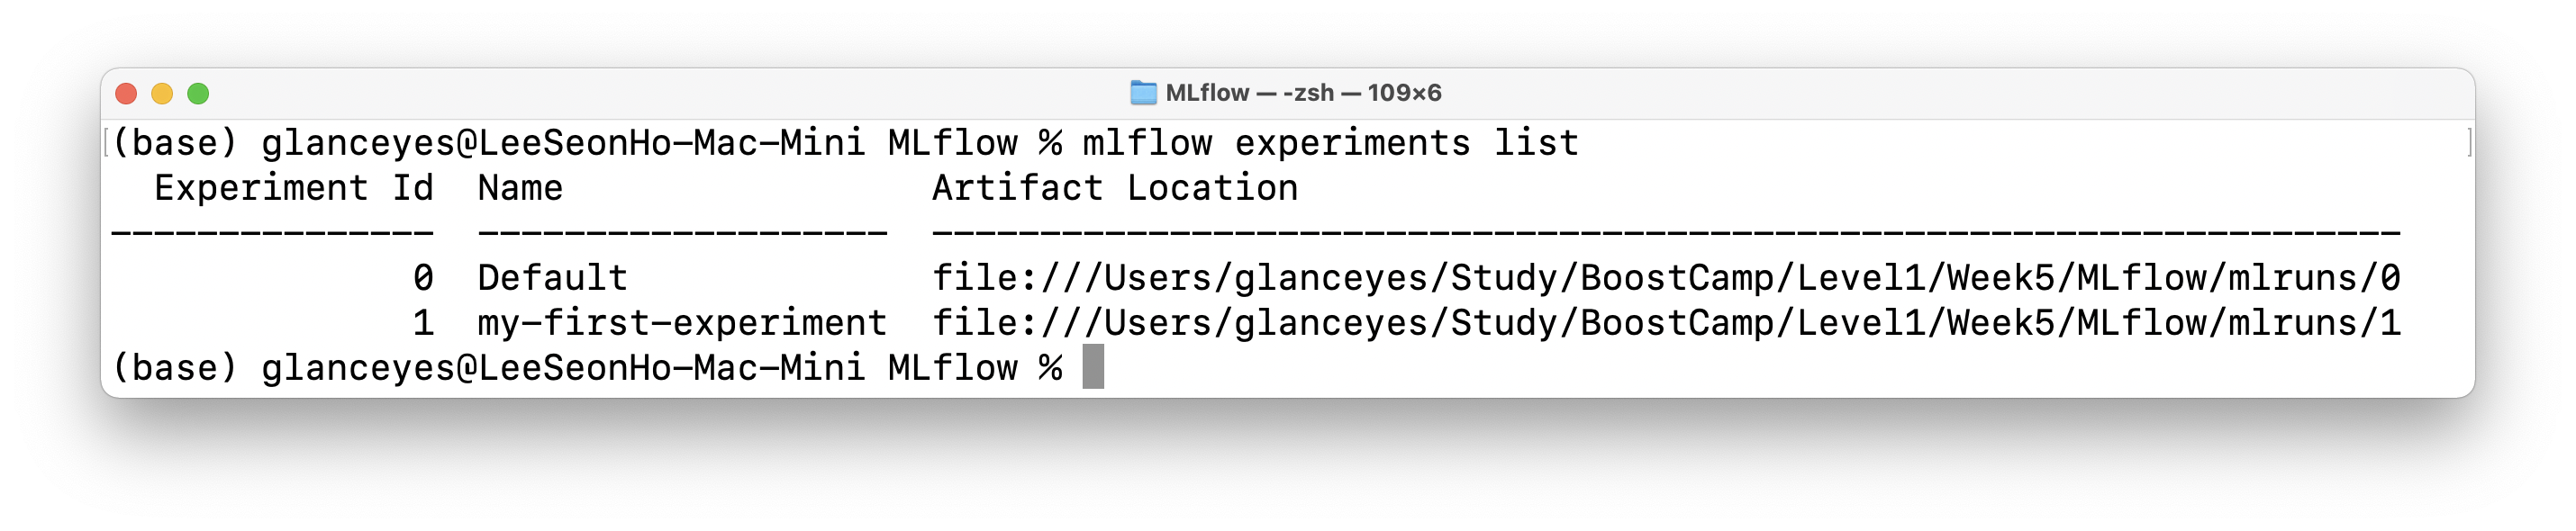 MLflow — -zsh — 109×6
(base) glanceyes@LeeSeonHo-Mac-Mini MLflow % mlflow experiments list
  Experiment Id  Name                Artifact Location
---------------  ------------------  --------------------------------------------------------------------
              0  Default             file:///Users/glanceyes/Study/BoostCamp/Level1/Week5/MLflow/mlruns/0
              1  my-first-experiment  file:///Users/glanceyes/Study/BoostCamp/Level1/Week5/MLflow/mlruns/1
(base) glanceyes@LeeSeonHo-Mac-Mini MLflow %